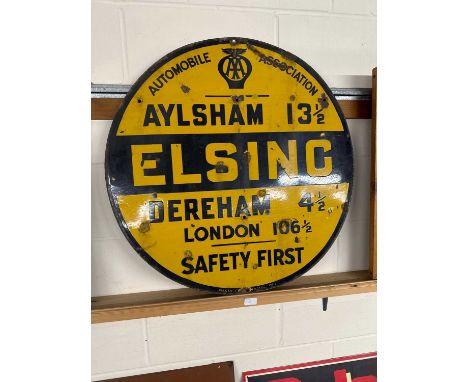 AUTOMOBILE AA ASSOCIATION
AYLSHAM 13½
ELSING
DEREHAM 4½
LONDON 106½
SAFETY FIRST